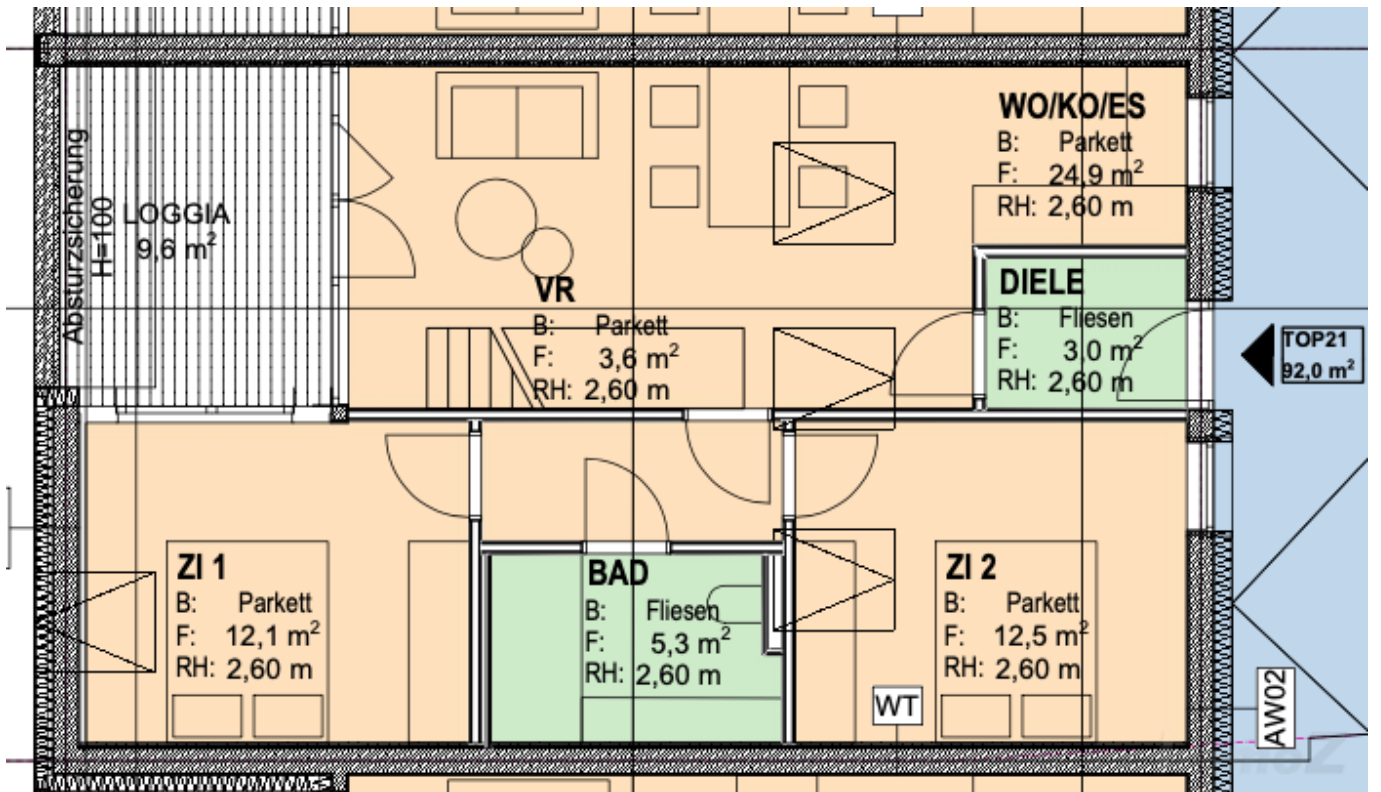 WO/KO/ES
B: Parkett
F: 24,9 m²
RH: 2,60 m
Absturzsicherung
H=100
LOGGIA
9,6 m²
VR
B: Parkett
F: 3,6 m²
RH: 2,60 m
DIELE
B: Fliesen
F: 3,0 m²
RH: 2,60 m
TOP21
92,0 m²
ZI 1
B: Parkett
F: 12,1 m²
RH: 2,60 m
BAD
B: Fliesen
F: 5,3 m²
RH: 2,60 m
ZI 2
B: Parkett
F: 12,5 m²
RH: 2,60 m
WT
AW02